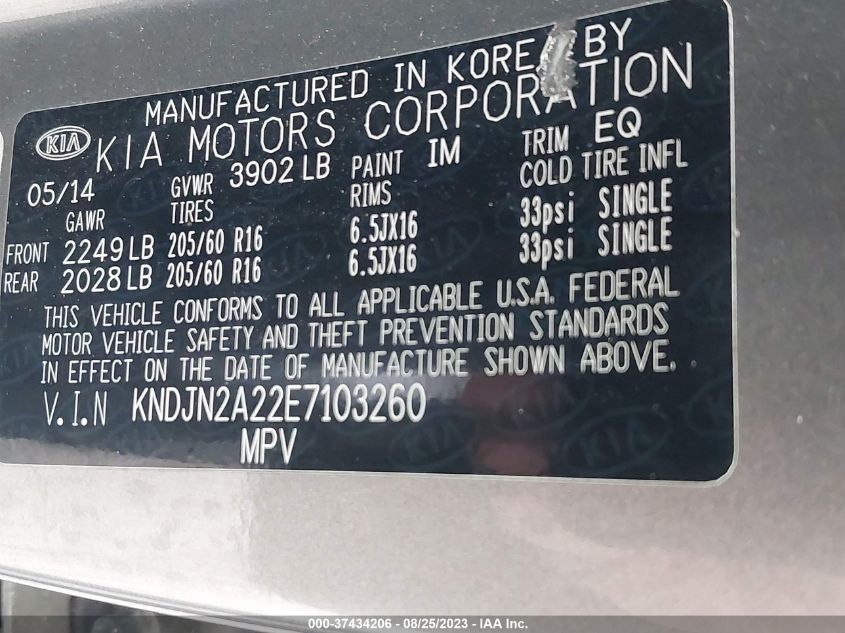 MANUFACTURED IN KOREA BY
KIA KIA MOTORS CORPORATION
05/14 GVWR 3902 LB PAINT IM TRIM EQ
GAWR TIRES RIMS COLD TIRE INFL
FRONT 2249 LB 205/60 R16 6.5JX16 33psi SINGLE
REAR 2028 LB 205/60 R16 6.5JX16 33psi SINGLE
THIS VEHICLE CONFORMS TO ALL APPLICABLE U.S.A. FEDERAL
MOTOR VEHICLE SAFETY AND THEFT PREVENTION STANDARDS
IN EFFECT ON THE DATE OF MANUFACTURE SHOWN ABOVE.
V.I.N KNDJN2A22E7103260
MPV
000-37434206 - 08/25/2023 - IAA Inc.